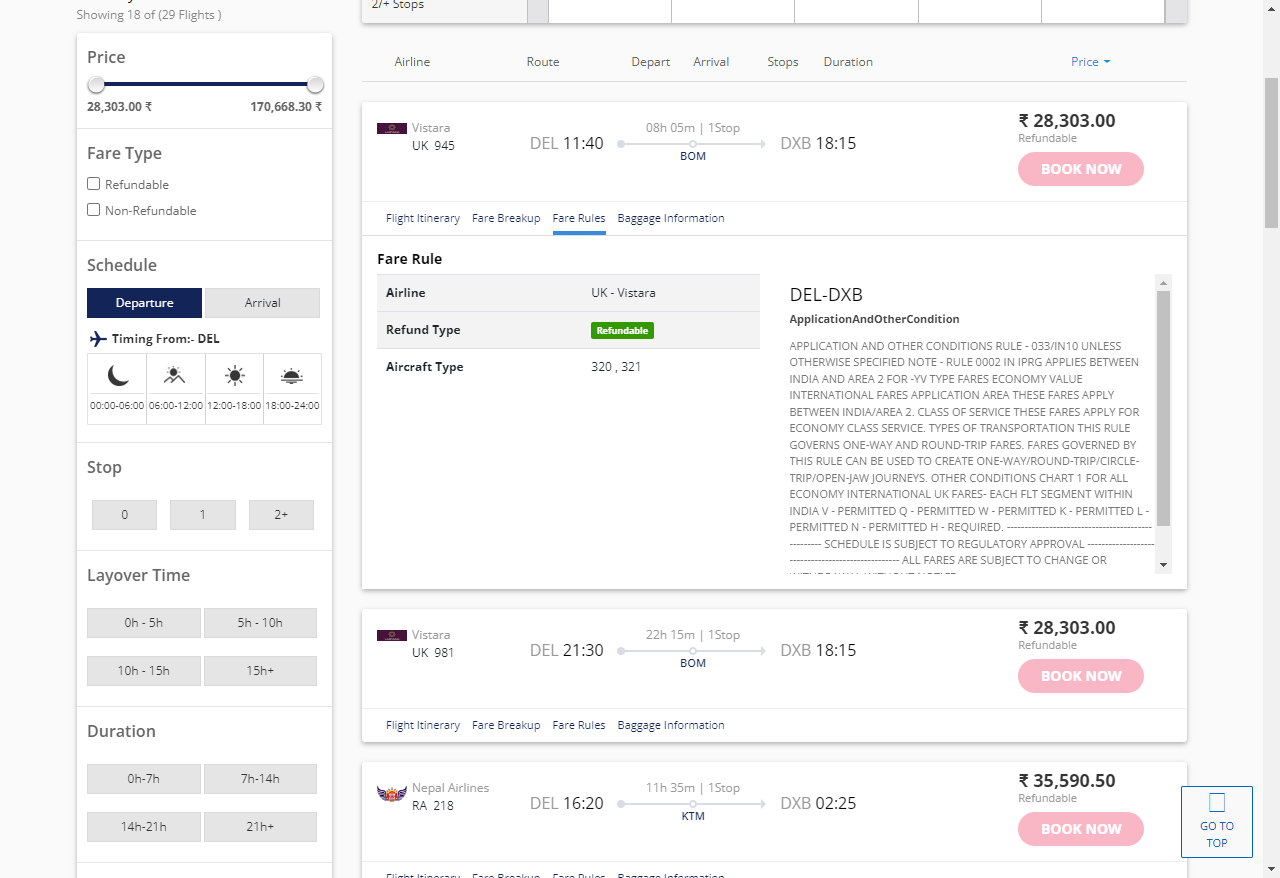 2/+ Stops
Showing 18 of (29 Flights )
Price
28,303.00 ₹ 170,668.30 ₹
Fare Type
Refundable
Non-Refundable
Schedule
Departure Arrival
Timing From:- DEL
00:00-06:00 06:00-12:00 12:00-18:00 18:00-24:00
Stop
0 1 2+
Layover Time
0h - 5h 5h - 10h
10h - 15h 15h+
Duration
0h-7h 7h-14h
14h-21h 21h+
Airline Route Depart Arrival Stops Duration Price
Vistara
UK 945
DEL 11:40
08h 05m | 1Stop
BOM
DXB 18:15
₹ 28,303.00
Refundable
BOOK NOW
Flight Itinerary Fare Breakup Fare Rules Baggage Information
Fare Rule
Airline UK - Vistara
Refund Type Refundable
Aircraft Type 320 , 321
DEL-DXB
ApplicationAndOtherCondition
APPLICATION AND OTHER CONDITIONS RULE - 033/IN10 UNLESS
OTHERWISE SPECIFIED NOTE - RULE 0002 IN IPRG APPLIES BETWEEN
INDIA AND AREA 2 FOR -YV TYPE FARES ECONOMY VALUE
INTERNATIONAL FARES APPLICATION AREA THESE FARES APPLY
BETWEEN INDIA/AREA 2. CLASS OF SERVICE THESE FARES APPLY FOR
ECONOMY CLASS SERVICE. TYPES OF TRANSPORTATION THIS RULE
GOVERNS ONE-WAY AND ROUND-TRIP FARES. FARES GOVERNED BY
THIS RULE CAN BE USED TO CREATE ONE-WAY/ROUND-TRIP/CIRCLE-
TRIP/OPEN-JAW JOURNEYS. OTHER CONDITIONS CHART 1 FOR ALL
ECONOMY INTERNATIONAL UK FARES- EACH FLT SEGMENT WITHIN
INDIA V - PERMITTED Q - PERMITTED W - PERMITTED K - PERMITTED L -
PERMITTED N - PERMITTED H - REQUIRED. -----------------------------------------
--------- SCHEDULE IS SUBJECT TO REGULATORY APPROVAL -------------------
------------------------------- ALL FARES ARE SUBJECT TO CHANGE OR
Vistara
UK 981
DEL 21:30
22h 15m | 1Stop
BOM
DXB 18:15
₹ 28,303.00
Refundable
BOOK NOW
Flight Itinerary Fare Breakup Fare Rules Baggage Information
Nepal Airlines
RA 218
DEL 16:20
11h 35m | 1Stop
KTM
DXB 02:25
₹ 35,590.50
Refundable
BOOK NOW
Flight Itinerary Fare Breakup Fare Rules Baggage Information
GO TO
TOP